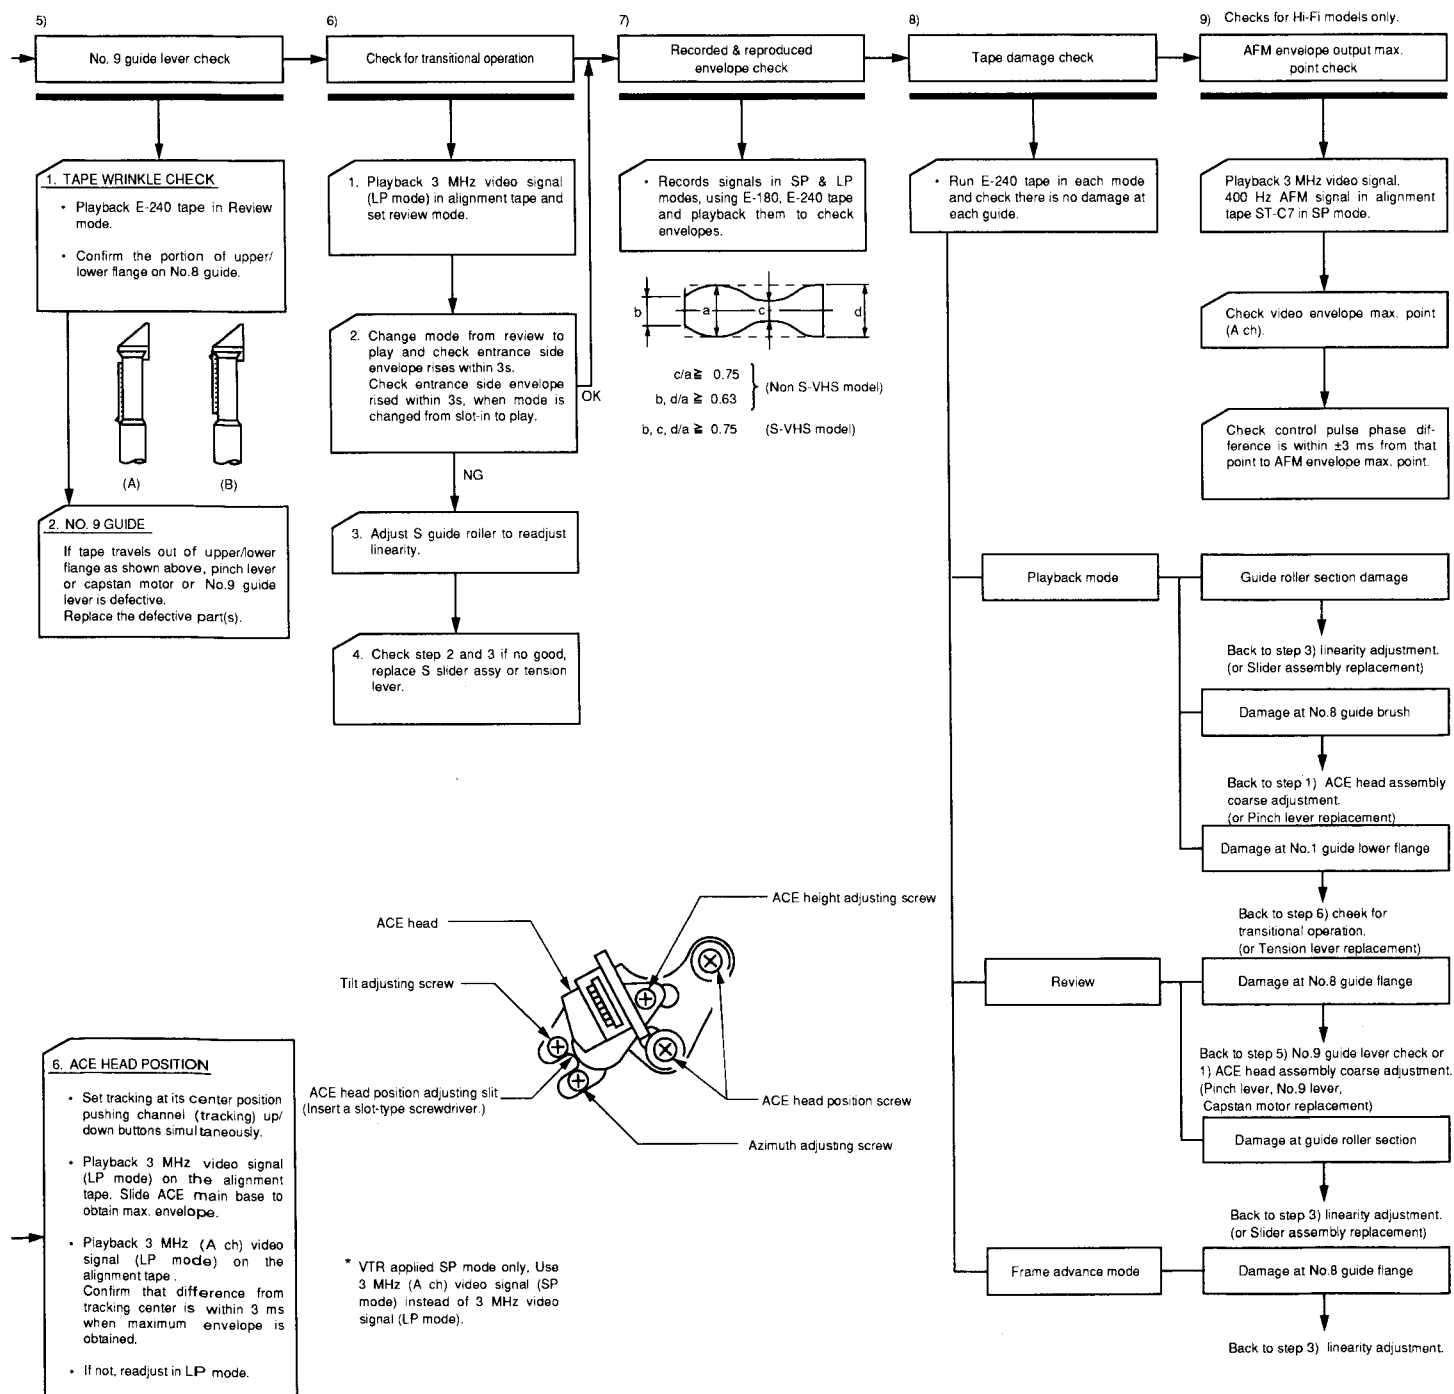 5)
No. 9 guide lever check
1. TAPE WRINKLE CHECK
• Playback E-240 tape in Review
mode.
• Confirm the portion of upper/
lower flange on No.8 guide.
(A)
(B)
2. NO. 9 GUIDE
If tape travels out of upper/lower
flange as shown above, pinch lever
or capstan motor or No.9 guide
lever is defective.
Replace the defective part(s).
6)
Check for transitional operation
1. Playback 3 MHz video signal
(LP mode) in alignment tape and
set review mode.
2. Change mode from review to
play and check entrance side
envelope rises within 3s.
Check entrance side envelope
rised within 3s, when mode is
changed from slot-in to play.
OK
NG
3. Adjust S guide roller to readjust
linearity.
4. Check step 2 and 3 if no good,
replace S slider assy or tension
lever.
7)
Recorded & reproduced
envelope check
• Records signals in SP & LP
modes, using E-180, E-240 tape
and playback them to check
envelopes.
b
a
c
d
c/a ≧ 0.75
b, d/a ≧ 0.63
(Non S-VHS model)
b, c, d/a ≧ 0.75 (S-VHS model)
8)
Tape damage check
• Run E-240 tape in each mode
and check there is no damage at
each guide.
9) Checks for Hi-Fi models only.
AFM envelope output max.
point check
Playback 3 MHz video signal.
400 Hz AFM signal in alignment
tape ST-C7 in SP mode.
Check video envelope max. point
(A ch).
Check control pulse phase dif-
ference is within ±3 ms from that
point to AFM envelope max. point.
Playback mode
Guide roller section damage
Back to step 3) linearity adjustment.
(or Slider assembly replacement)
Damage at No.8 guide brush
Back to step 1) ACE head assembly
coarse adjustment.
(or Pinch lever replacement)
Damage at No.1 guide lower flange
Back to step 6) cheek for
transitional operation.
(or Tension lever replacement)
Review
Damage at No.8 guide flange
Back to step 5) No.9 guide lever check or
1) ACE head assembly coarse adjustment.
(Pinch lever, No.9 lever,
Capstan motor replacement)
Damage at guide roller section
Back to step 3) linearity adjustment.
(or Slider assembly replacement)
Frame advance mode
Damage at No.8 guide flange
Back to step 3) linearity adjustment.
6. ACE HEAD POSITION
• Set tracking at its center position
pushing channel (tracking) up/
down buttons simultaneously.
• Playback 3 MHz video signal
(LP mode) on the alignment
tape. Slide ACE main base to
obtain max. envelope.
• Playback 3 MHz (A ch) video
signal (LP mode) on the
alignment tape.
Confirm that difference from
tracking center is within 3 ms
when maximum envelope is
obtained.
• If not, readjust in LP mode.
ACE head
Tilt adjusting screw
ACE head position adjusting slit
(Insert a slot-type screwdriver.)
ACE height adjusting screw
ACE head position screw
Azimuth adjusting screw
* VTR applied SP mode only, Use
3 MHz (A ch) video signal (SP
mode) instead of 3 MHz video
signal (LP mode).